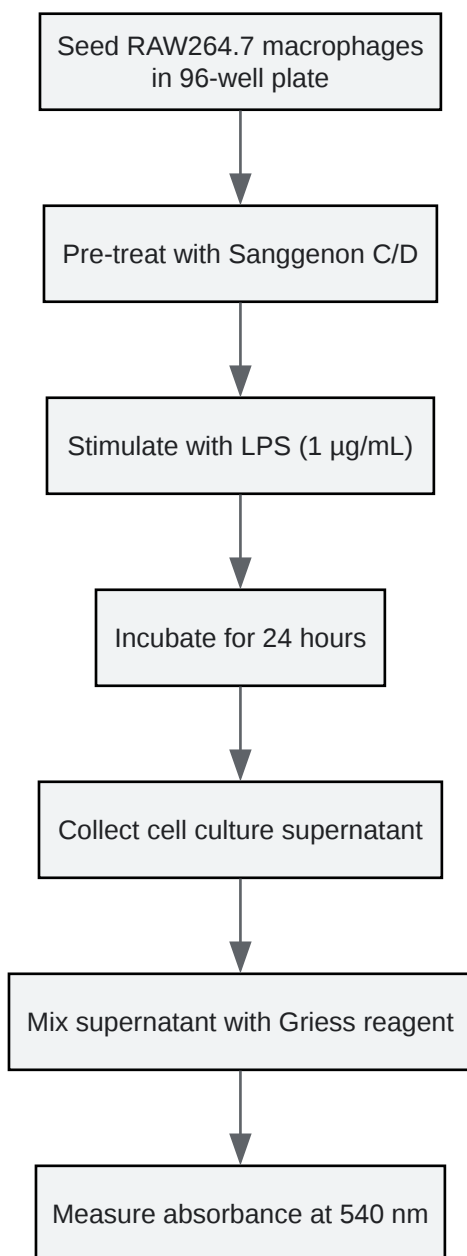 Seed RAW264.7 macrophages
in 96-well plate
Pre-treat with Sanggenon C/D
Stimulate with LPS (1 µg/mL)
Incubate for 24 hours
Collect cell culture supernatant
Mix supernatant with Griess reagent
Measure absorbance at 540 nm